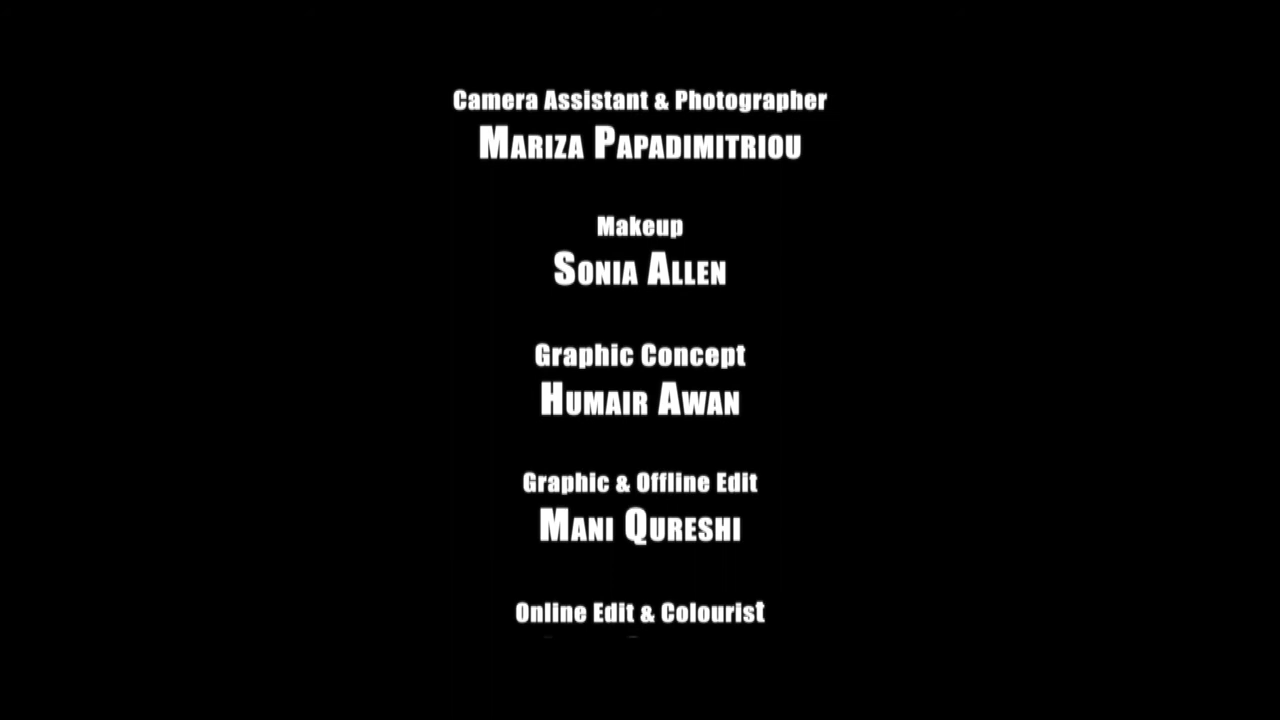 Camera Assistant & Photographer
MARIZA PAPADIMITRIOU
Makeup
SONIA ALLEN
Graphic Concept
HUMAIR AWAN
Graphic & Offline Edit
MANI QURESHI
Online Edit & Colourist